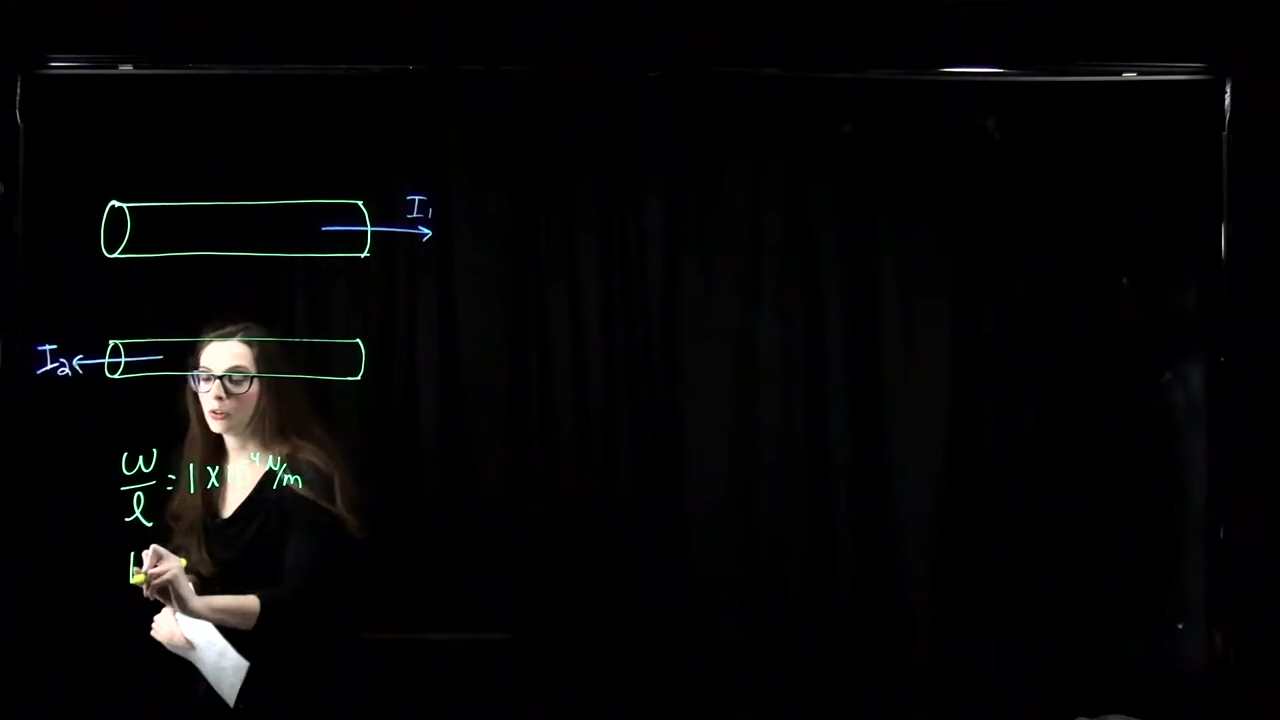 I₁
I₂
w/l = 1 x 10⁻⁴ N/m
h